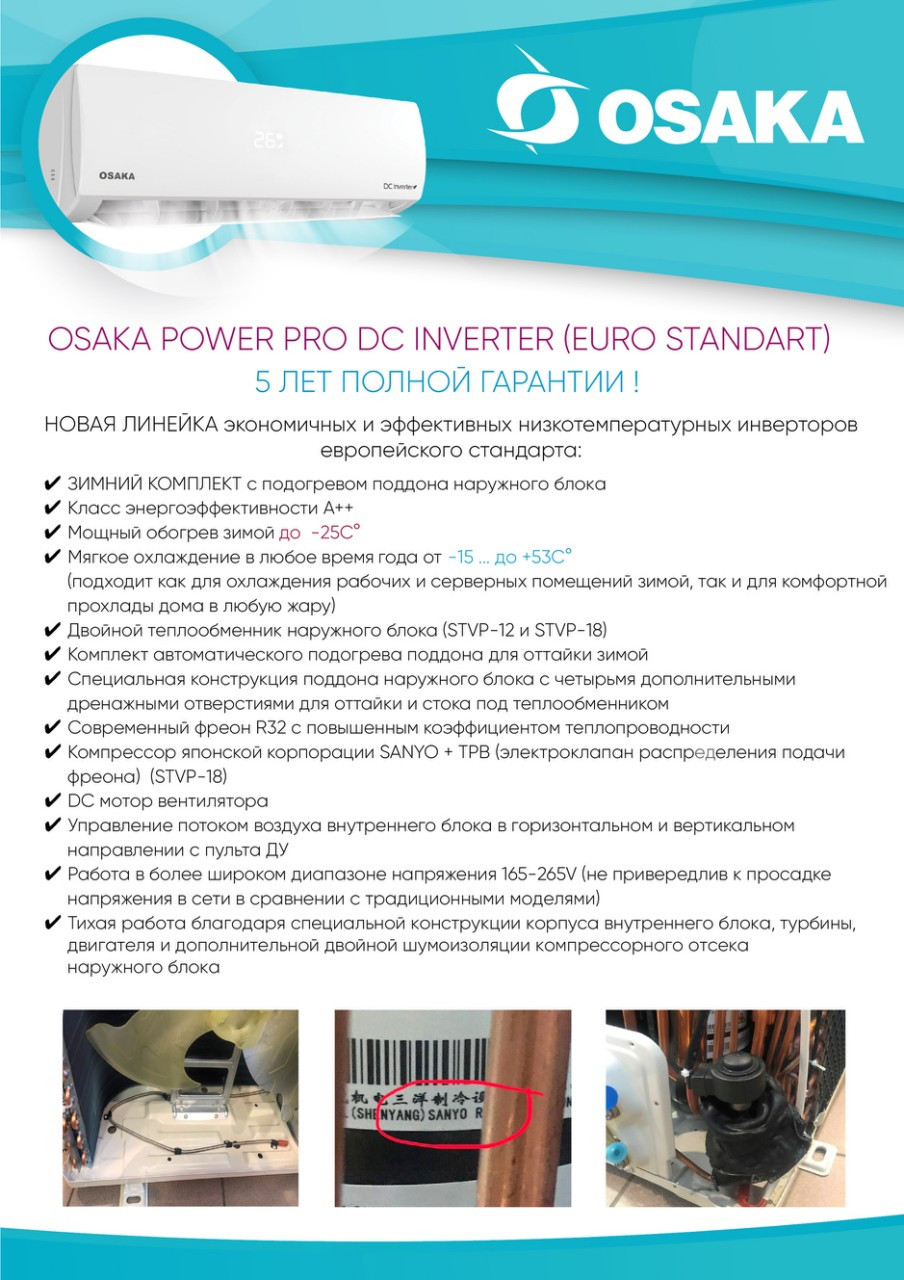 OSAKA
26
OSAKA
DC Inverter
OSAKA POWER PRO DC INVERTER (EURO STANDART)
5 ЛЕТ ПОЛНОЙ ГАРАНТИИ !
НОВАЯ ЛИНЕЙКА экономичных и эффективных низкотемпературных инверторов
европейского стандарта:
✔ ЗИМНИЙ КОМПЛЕКТ с подогревом поддона наружного блока
✔ Класс энергоэффективности А++
✔ Мощный обогрев зимой до -25С°
✔ Мягкое охлаждение в любое время года от -15 ... до +53С°
(подходит как для охлаждения рабочих и серверных помещений зимой, так и для комфортной
прохлады дома в любую жару)
✔ Двойной теплообменник наружного блока (STVP-12 и STVP-18)
✔ Комплект автоматического подогрева поддона для оттайки зимой
✔ Специальная конструкция поддона наружного блока с четырьмя дополнительными
дренажными отверстиями для оттайки и стока под теплообменником
✔ Современный фреон R32 с повышенным коэффициентом теплопроводности
✔ Компрессор японской корпорации SANYO + ТРВ (электроклапан распределения подачи
фреона) (STVP-18)
✔ DC мотор вентилятора
✔ Управление потоком воздуха внутреннего блока в горизонтальном и вертикальном
направлении с пульта ДУ
✔ Работа в более широком диапазоне напряжения 165-265V (не привередлив к просадке
напряжения в сети в сравнении с традиционными моделями)
✔ Тихая работа благодаря специальной конструкции корпуса внутреннего блока, турбины,
двигателя и дополнительной двойной шумоизоляции компрессорного отсека
наружного блока
机电三洋制冷设
(SHENYANG) SANYO R